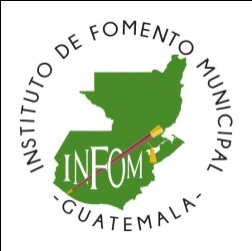 INSTITUTO DE FOMENTO MUNICIPAL
INFOM
-GUATEMALA-